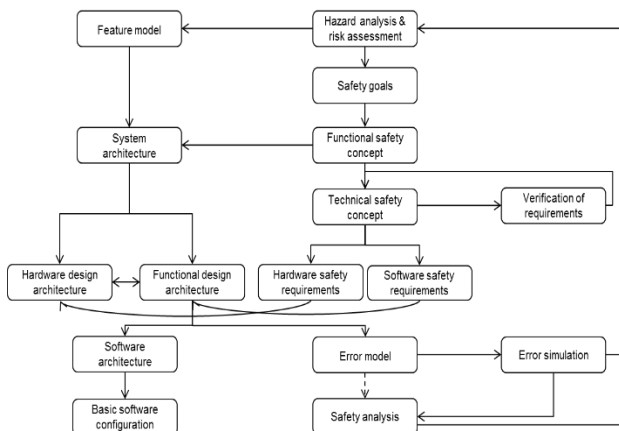 Feature model
Hazard analysis &
risk assessment
Safety goals
System
architecture
Functional safety
concept
Technical safety
concept
Verification of
requirements
Hardware design
architecture
Functional design
architecture
Hardware safety
requirements
Software safety
requirements
Software
architecture
Error model
Error simulation
Basic software
configuration
Safety analysis